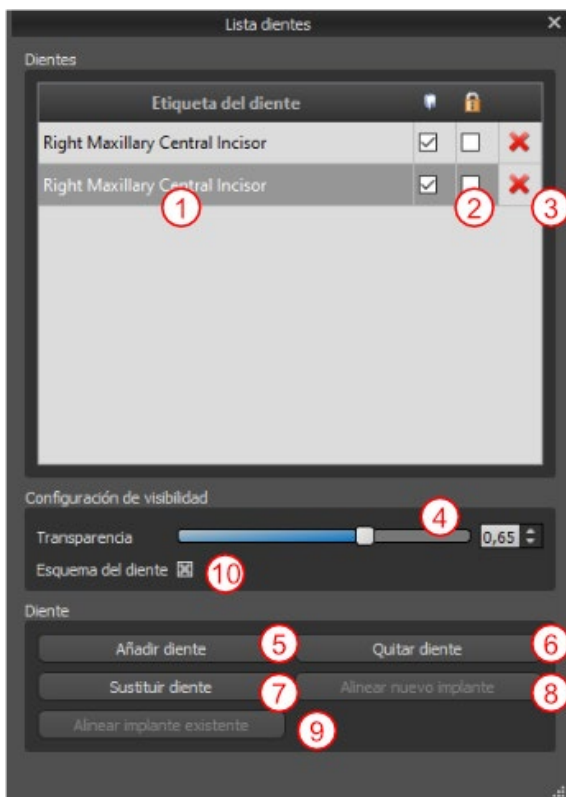 Lista dientes
Dientes
Etiqueta del diente
Right Maxillary Central Incisor
Right Maxillary Central Incisor
1 2 3
Configuración de visibilidad
4
Transparencia 0,65
Esquema del diente 10
Diente
Añadir diente 5 Quitar diente 6
Sustituir diente 7 Alinear nuevo implante 8
Alinear implante existente 9